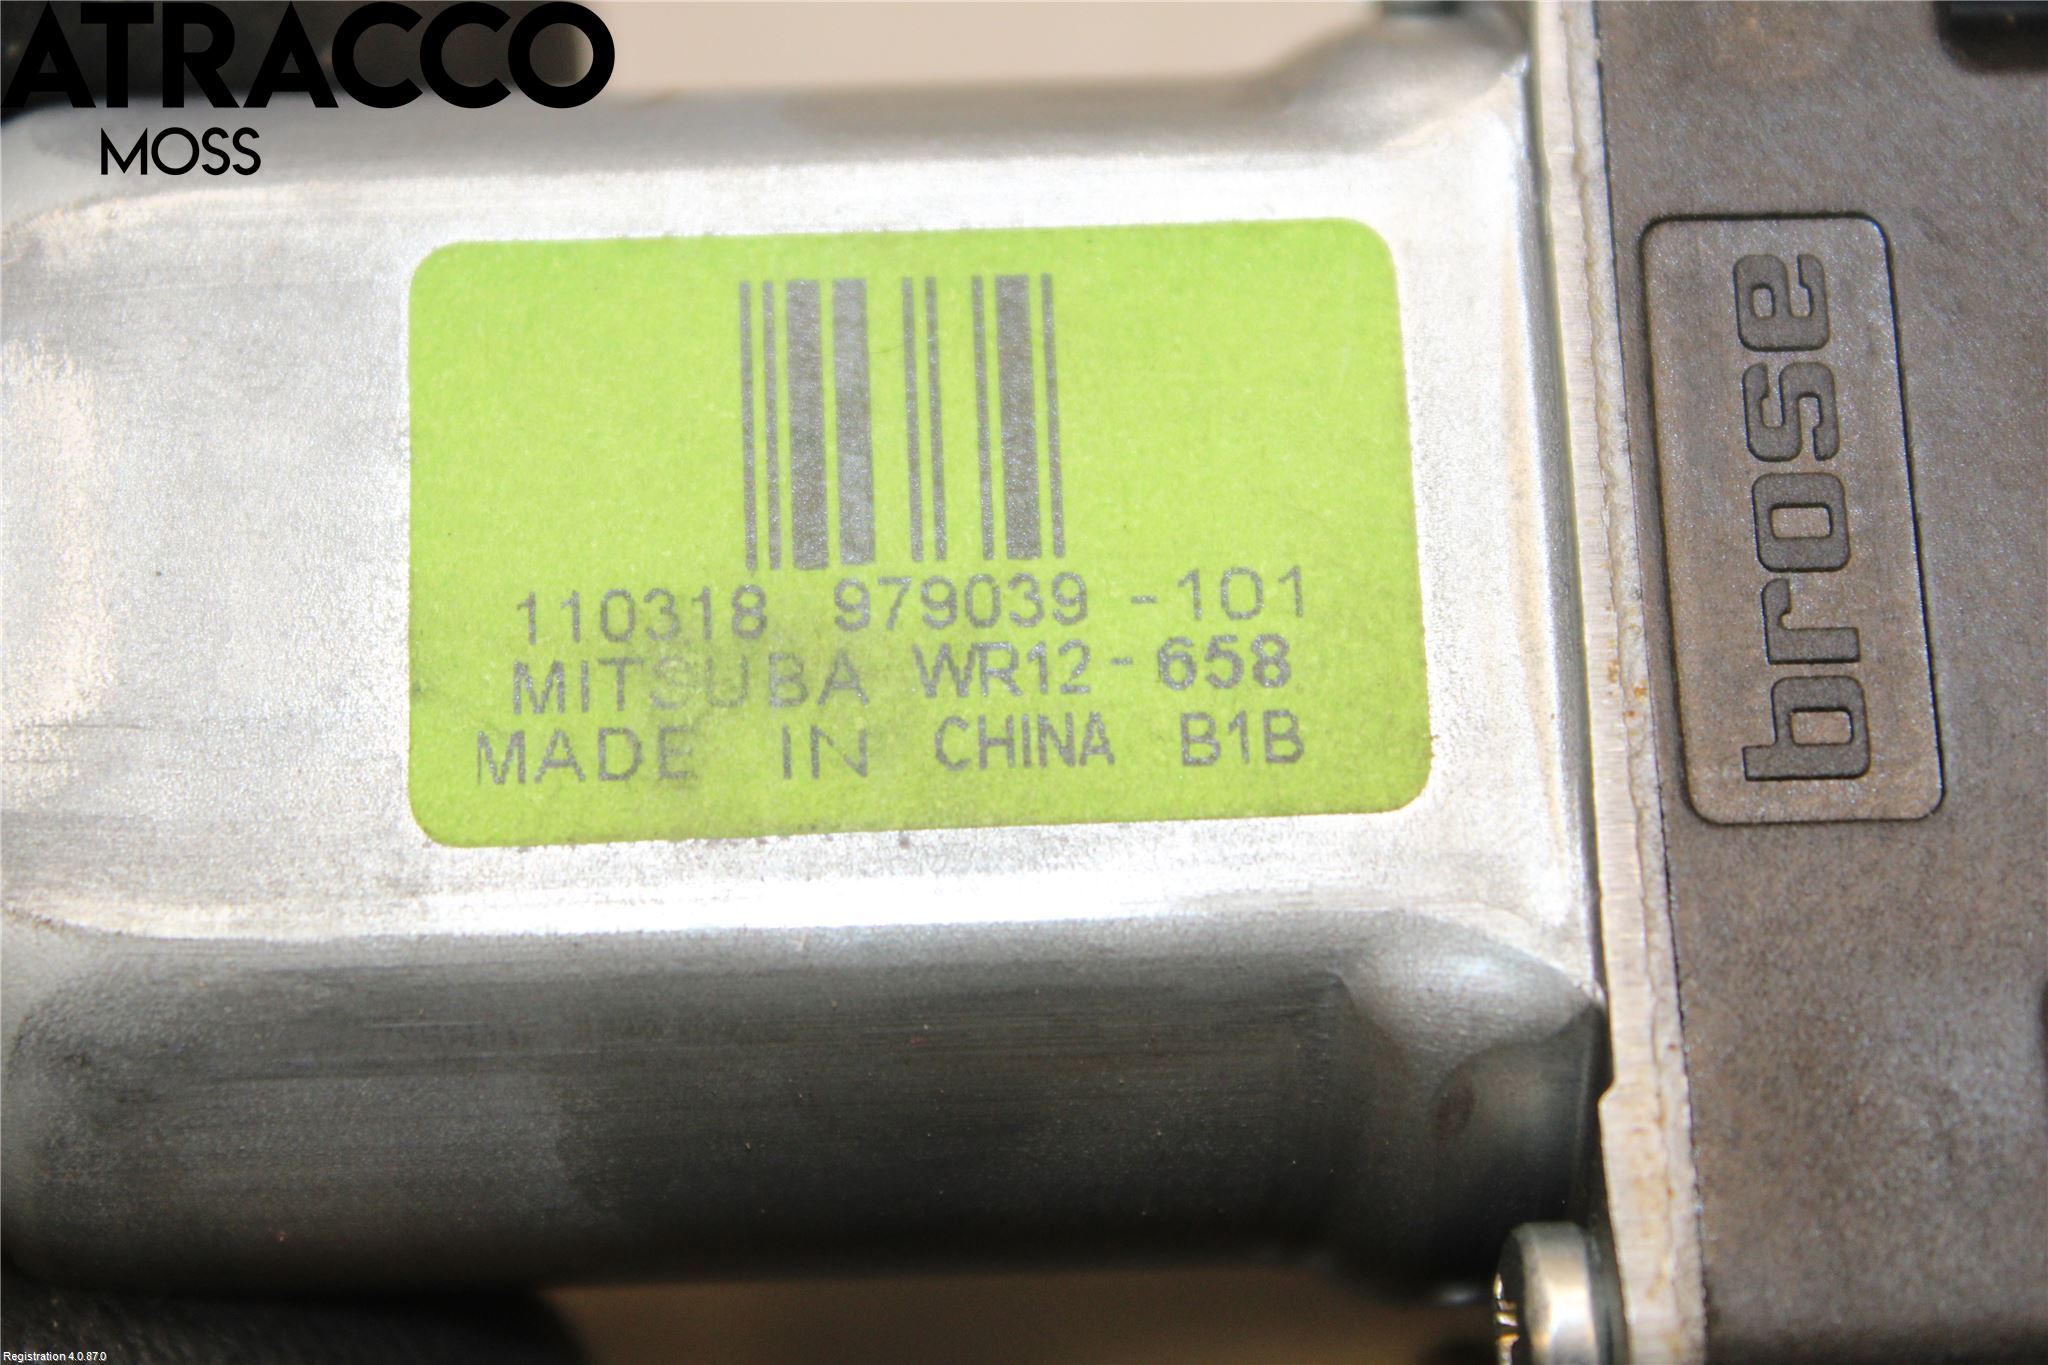 ATRACCO
MOSS
110318 979039 -101
MITSUBA WR12- 658
MADE IN CHINA B1B
brose
Registration 4.0.87.0